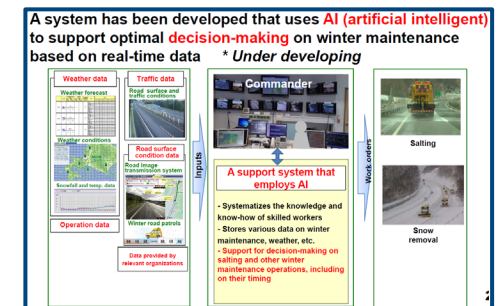 A system has been developed that uses AI (artificial intelligent)
to support optimal decision-making on winter maintenance
based on real-time data * Under developing
Weather data
Weather forecast
Weather conditions
Snowfall and temp. data
Operation data
Traffic data
Road surface and
traffic conditions
Road surface
condition data
Road image
transmission system
Winter road patrols
Data provided by
relevant organizations
Inputs
Commander
A support system that
employs AI
- Systematizes the knowledge and
know-how of skilled workers
- Stores various data on winter
maintenance, weather, etc.
- Support for decision-making on
salting and other winter
maintenance operations, including
on their timing
Work orders
Salting
Snow
removal